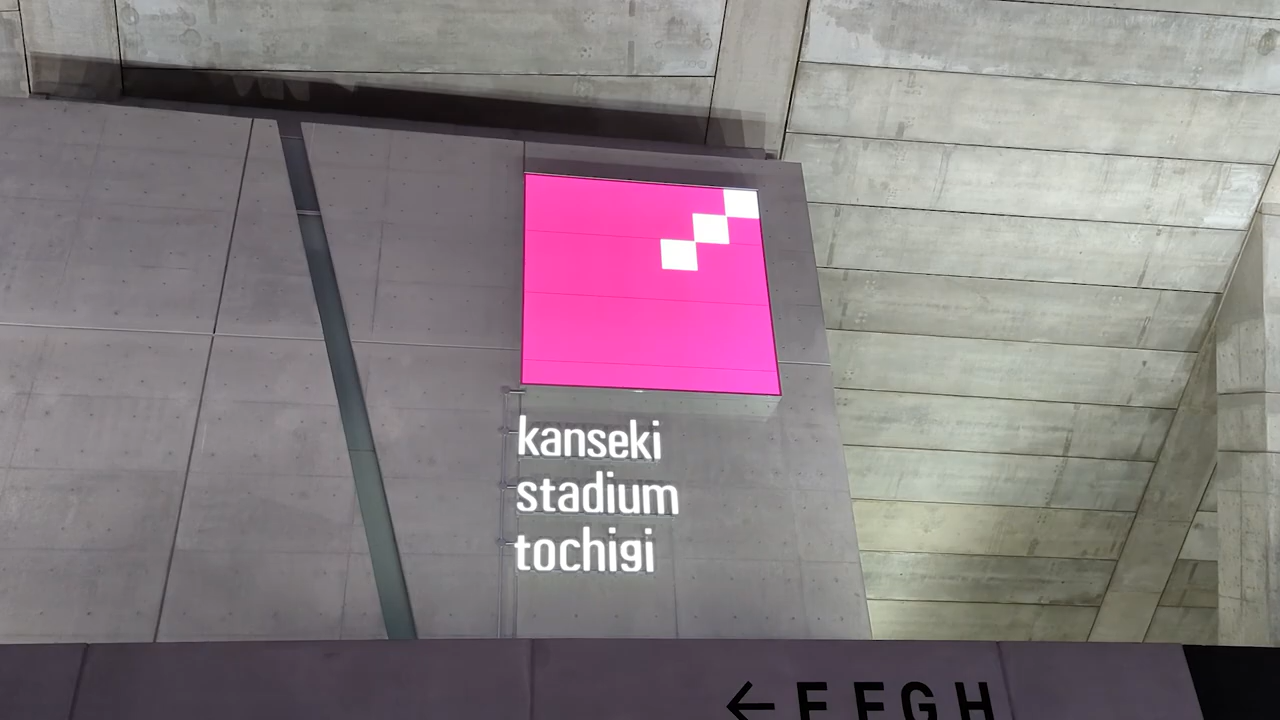 kanseki
stadium
tochigi
← E F G H